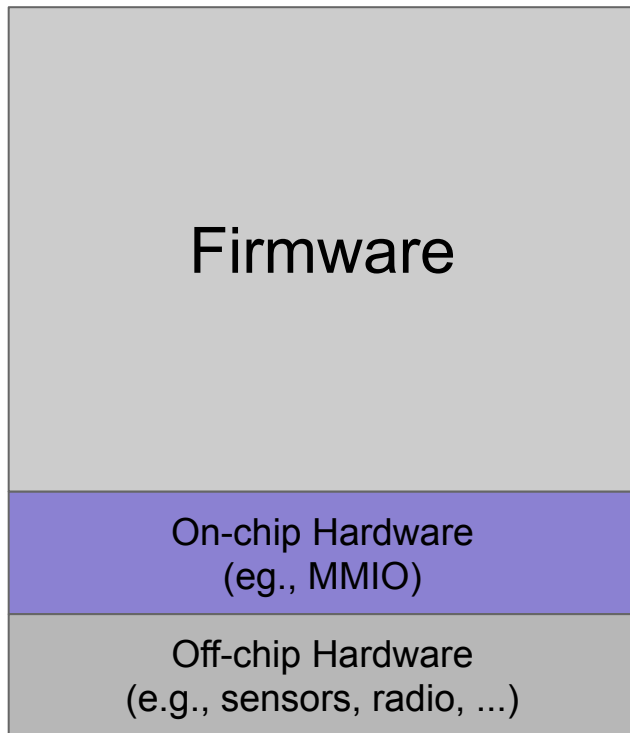 Firmware
On-chip Hardware
(eg., MMIO)
Off-chip Hardware
(e.g., sensors, radio, ...)